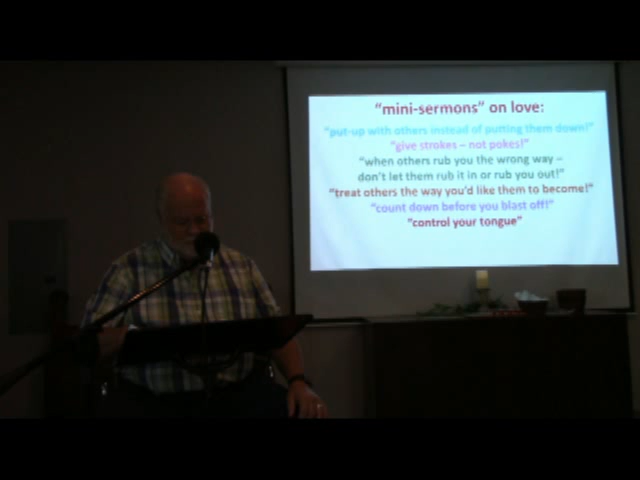 “mini-sermons” on love:
“put-up with others instead of putting them down!”
“give strokes – not pokes!”
“when others rub you the wrong way –
don’t let them rub it in or rub you out!”
“treat others the way you’d like them to become!”
“count down before you blast off!”
“control your tongue”